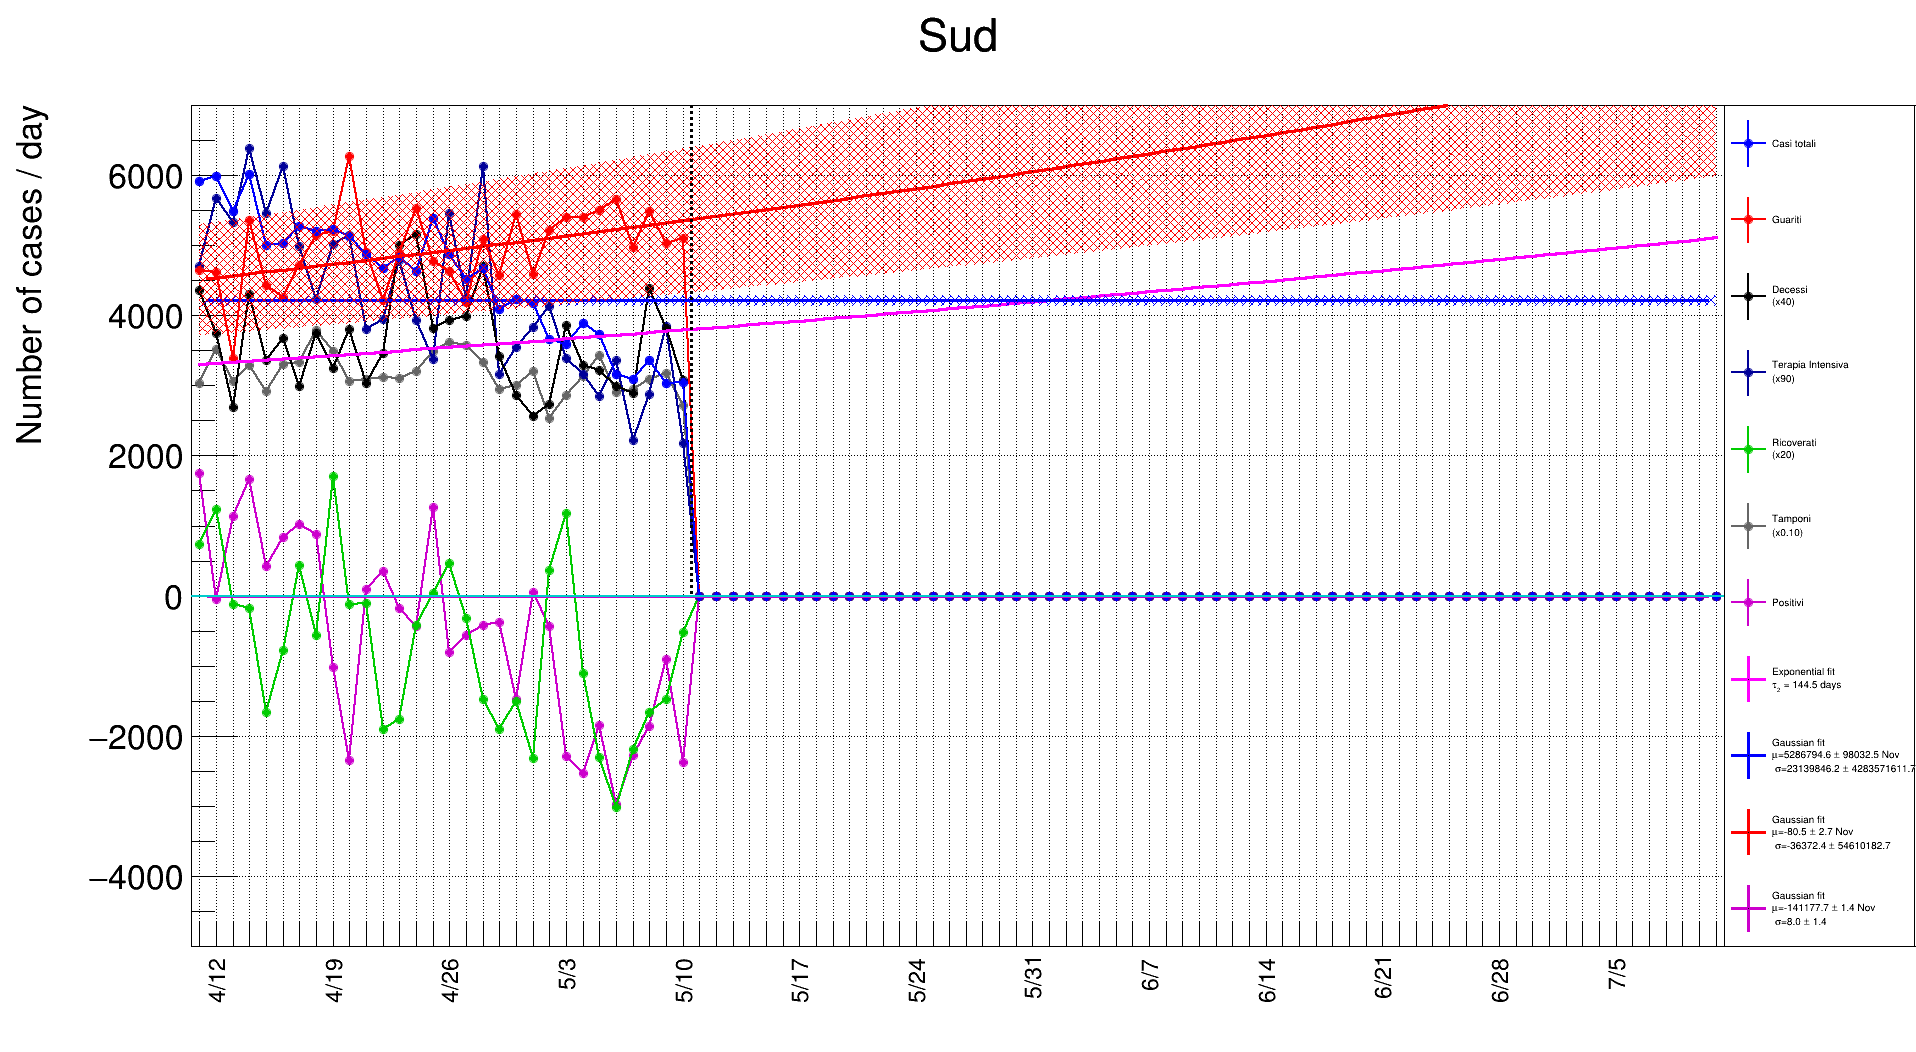 Sud
Number of cases / day
6000
4000
2000
0
−2000
−4000
4/12
4/19
4/26
5/3
5/10
5/17
5/24
5/31
6/7
6/14
6/21
6/28
7/5
Casi totali
Guariti
Decessi
(x40)
Terapia Intensiva
(x90)
Ricoverati
(x20)
Tamponi
(x0.10)
Positivi
Exponential fit
τ₂ = 144.5 days
Gaussian fit
μ=5286794.6 ± 98032.5 Nov
σ=23139846.2 ± 4283571611.7
Gaussian fit
μ=-80.5 ± 2.7 Nov
σ=-36372.4 ± 54610182.7
Gaussian fit
μ=-141177.7 ± 1.4 Nov
σ=8.0 ± 1.4